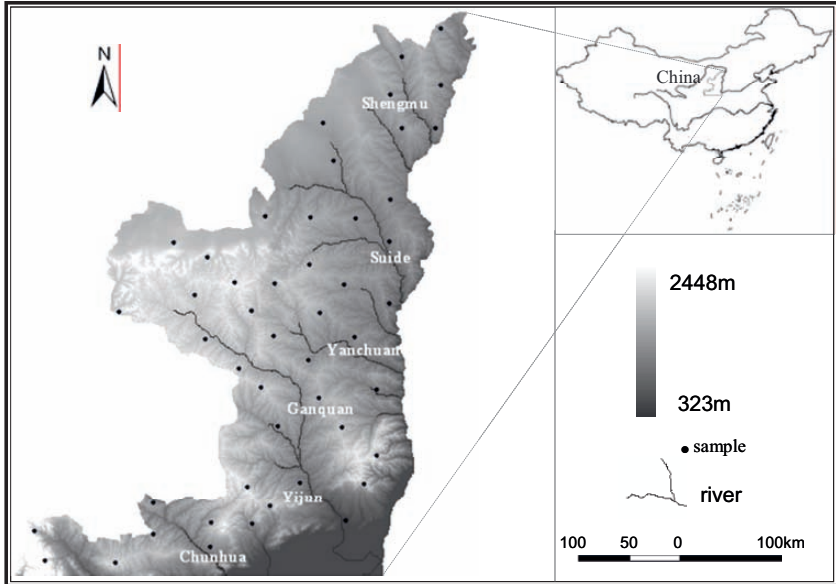 N
Shengmu
China
Suide
2448m
Yanchuan
323m
Ganquan
sample
Yijun
river
Chunhua
100 50 0 100km